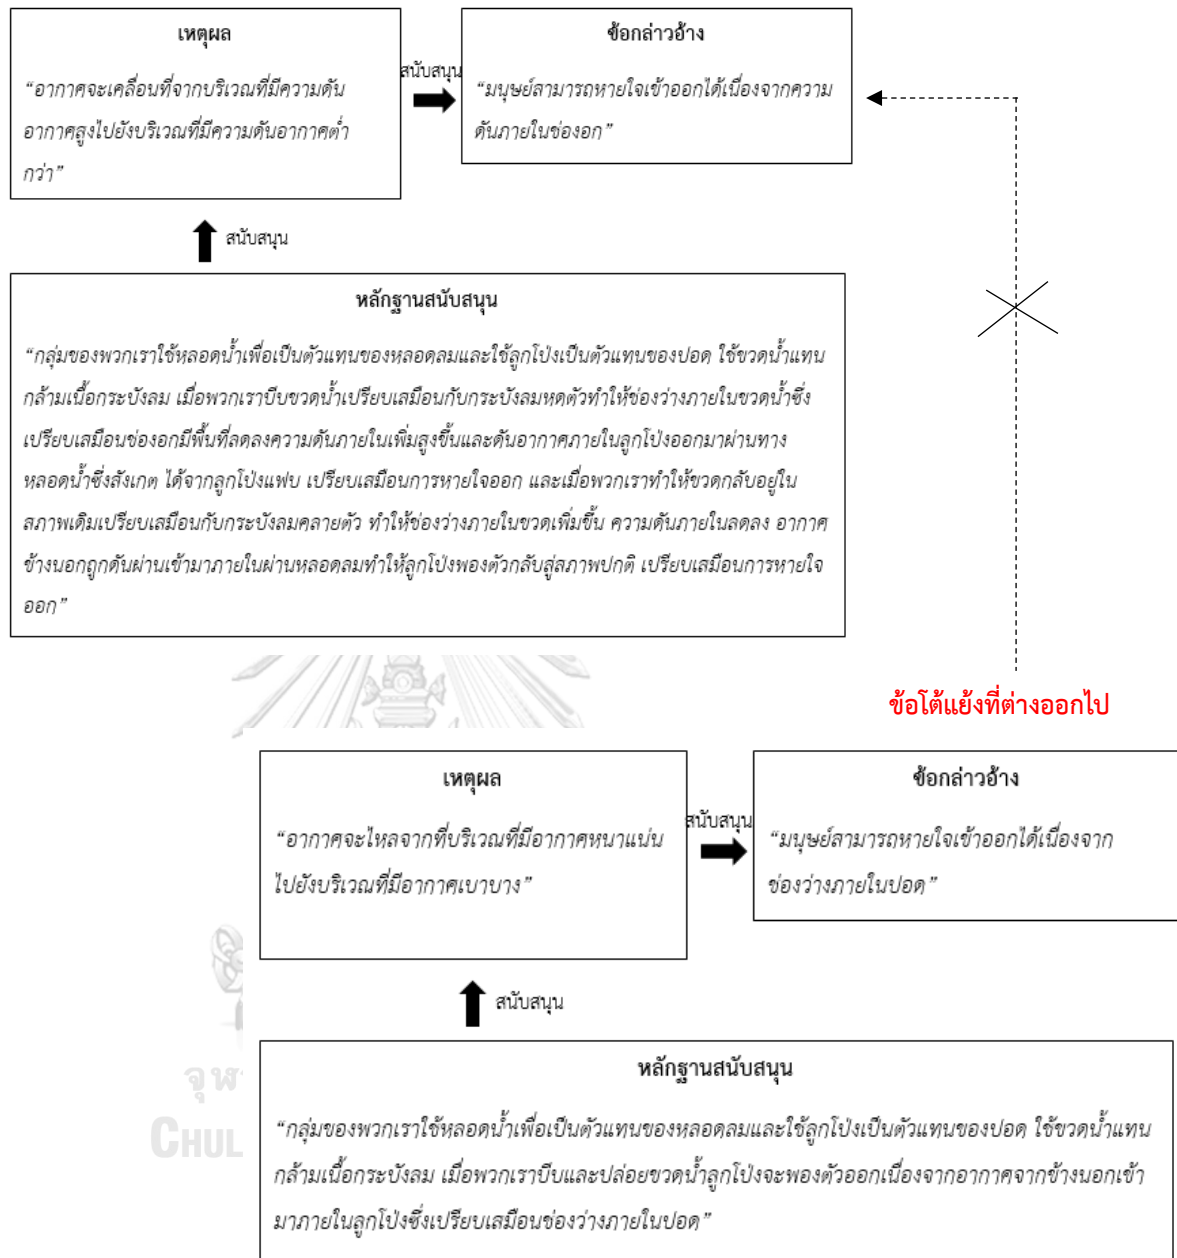 เหตุผล
“อากาศจะเคลื่อนที่จากบริเวณที่มีความดัน
อากาศสูงไปยังบริเวณที่มีความดันอากาศต่ำ
กว่า”
สนับสนุน
ข้อกล่าวอ้าง
“มนุษย์สามารถหายใจเข้าออกได้เนื่องจากความ
ดันภายในช่องอก”
สนับสนุน
หลักฐานสนับสนุน
“กลุ่มของพวกเราใช้หลอดน้ำเพื่อเป็นตัวแทนของหลอดลมและใช้ลูกโป่งเป็นตัวแทนของปอด ใช้ขวดน้ำแทน
กล้ามเนื้อกระบังลม เมื่อพวกเราบีบขวดน้ำเปรียบเสมือนกับกระบังลมหดตัวทำให้ช่องว่างภายในขวดน้ำซึ่ง
เปรียบเสมือนช่องอกมีพื้นที่ลดลงความดันภายในเพิ่มสูงขึ้นและดันอากาศภายในลูกโป่งออกมาผ่านทาง
หลอดน้ำซึ่งสังเกต ได้จากลูกโป่งแฟบ เปรียบเสมือนการหายใจออก และเมื่อพวกเราทำให้ขวดกลับอยู่ใน
สภาพเดิมเปรียบเสมือนกับกระบังลมคลายตัว ทำให้ช่องว่างภายในขวดเพิ่มขึ้น ความดันภายในลดลง อากาศ
ข้างนอกถูกดันผ่านเข้ามาภายในผ่านหลอดลมทำให้ลูกโป่งพองตัวกลับสู่สภาพปกติ เปรียบเสมือนการหายใจ
ออก”
ข้อโต้แย้งที่ต่างออกไป
เหตุผล
“อากาศจะไหลจากที่บริเวณที่มีอากาศหนาแน่น
ไปยังบริเวณที่มีอากาศเบาบาง”
สนับสนุน
ข้อกล่าวอ้าง
“มนุษย์สามารถหายใจเข้าออกได้เนื่องจาก
ช่องว่างภายในปอด”
สนับสนุน
หลักฐานสนับสนุน
“กลุ่มของพวกเราใช้หลอดน้ำเพื่อเป็นตัวแทนของหลอดลมและใช้ลูกโป่งเป็นตัวแทนของปอด ใช้ขวดน้ำแทน
กล้ามเนื้อกระบังลม เมื่อพวกเราบีบและปล่อยขวดน้ำลูกโป่งจะพองตัวออกเนื่องจากอากาศจากข้างนอกเข้า
มาภายในลูกโป่งซึ่งเปรียบเสมือนช่องว่างภายในปอด”